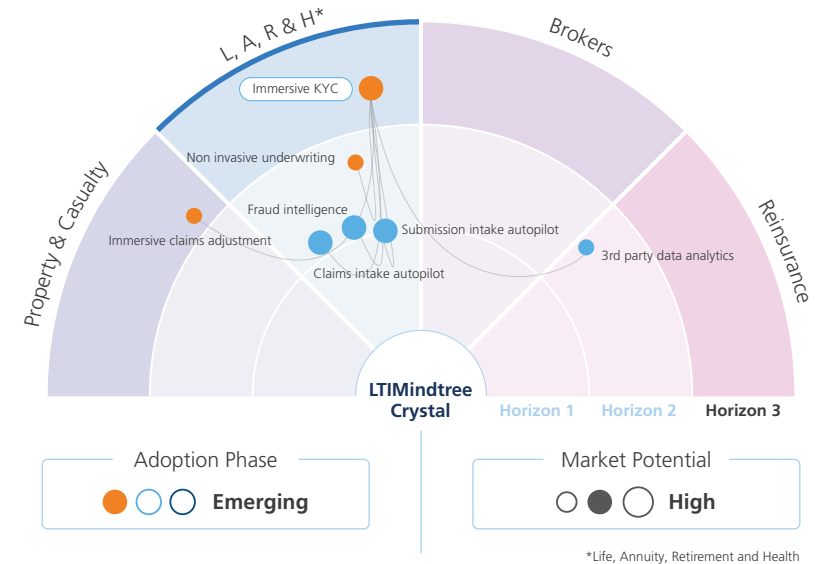 L, A, R & H*
Brokers
Property & Casualty
Reinsurance
Immersive KYC
Non invasive underwriting
Fraud intelligence
Immersive claims adjustment
Submission intake autopilot
3rd party data analytics
Claims intake autopilot
LTIMindtree
Crystal
Horizon 1
Horizon 2
Horizon 3
Adoption Phase
Emerging
Market Potential
High
*Life, Annuity, Retirement and Health